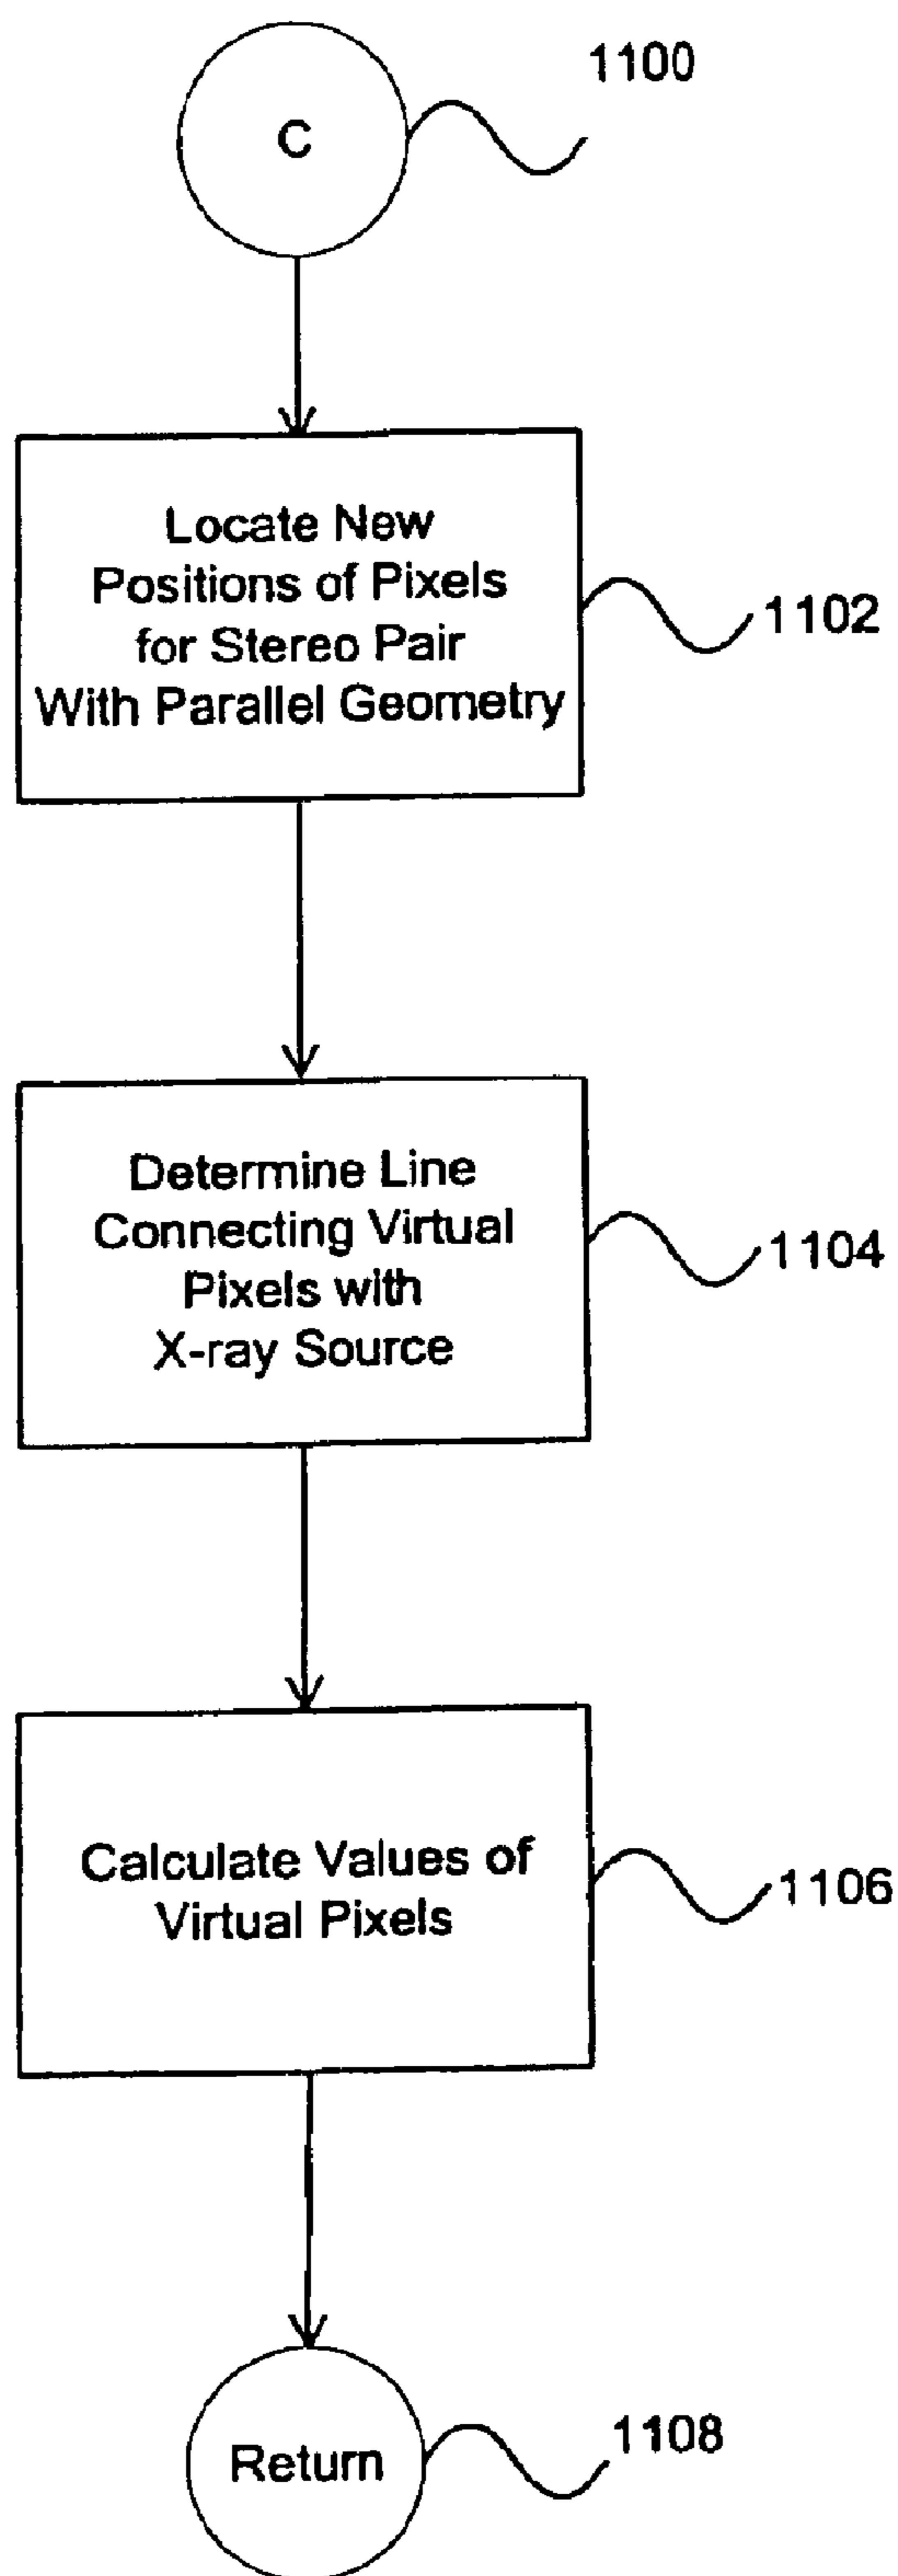 1100
C
Locate New
Positions of Pixels
for Stereo Pair
With Parallel Geometry
1102
Determine Line
Connecting Virtual
Pixels with
X-ray Source
1104
Calculate Values of
Virtual Pixels
1106
Return
1108